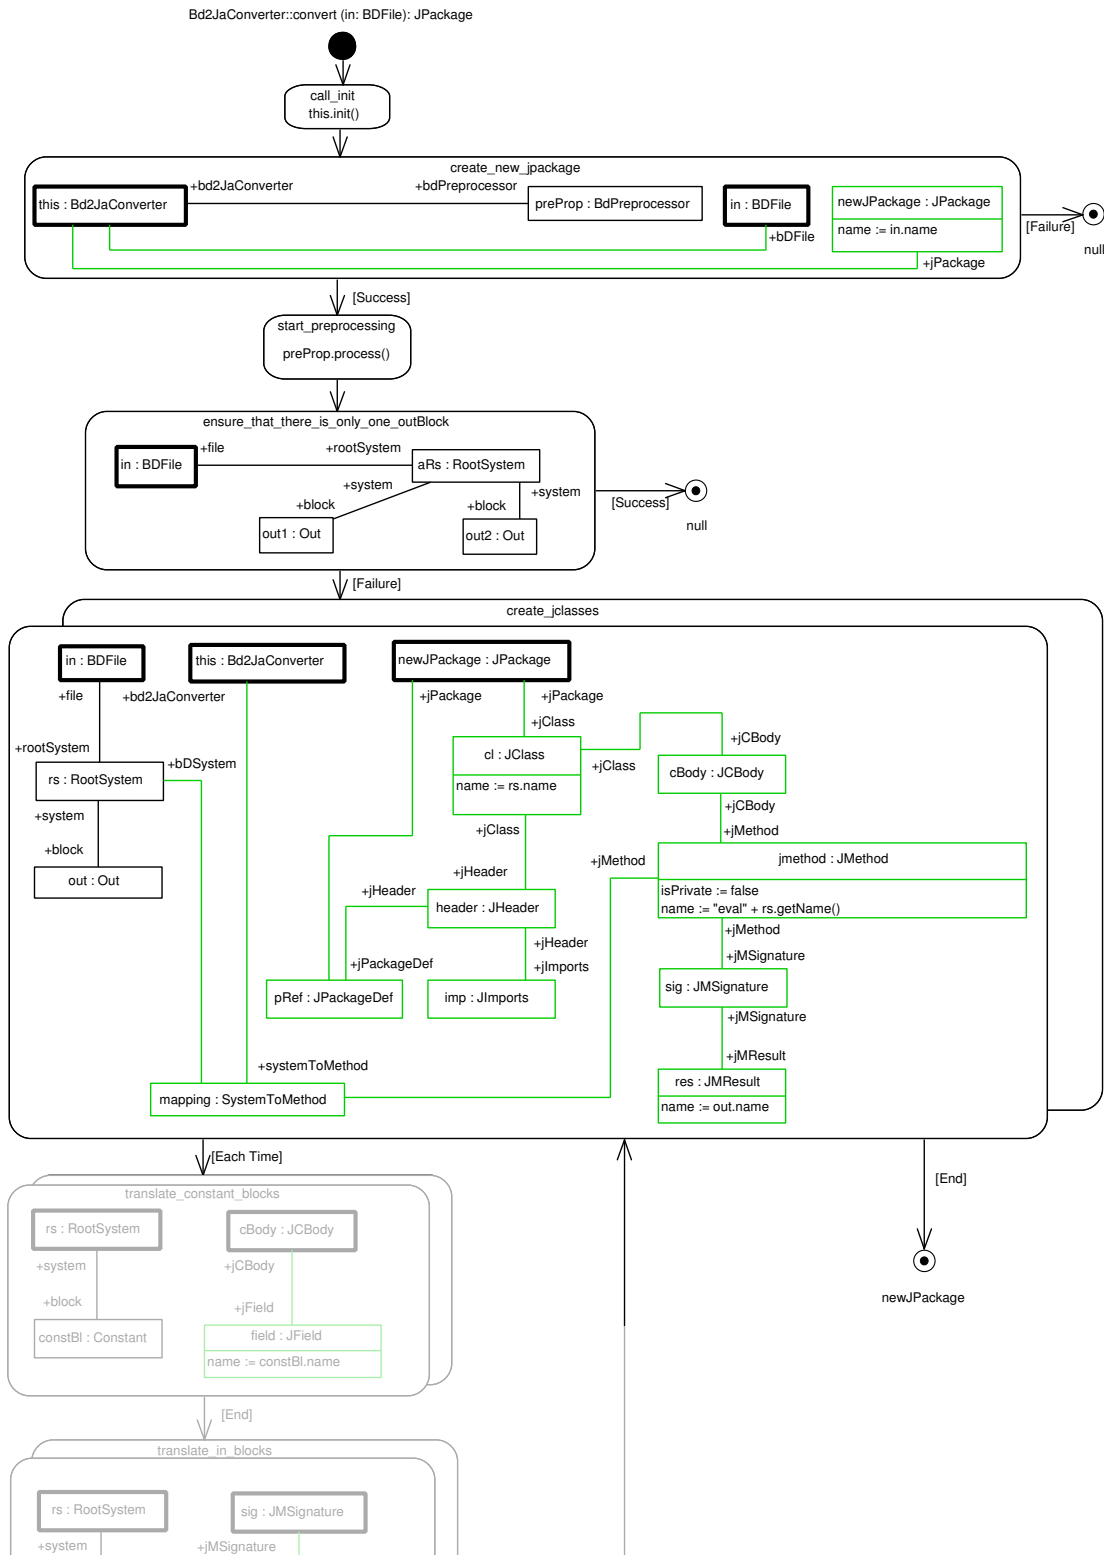 Bd2JaConverter::convert (in: BDFile): JPackage
call_init
this.init()
create_new_jpackage
+bd2JaConverter
+bdPreprocessor
this : Bd2JaConverter
preProp : BdPreprocessor
in : BDFile
newJPackage : JPackage
name := in.name
+bDFile
+jPackage
[Failure]
null
[Success]
start_preprocessing
preProp.process()
ensure_that_there_is_only_one_outBlock
+file
+rootSystem
in : BDFile
aRs : RootSystem
+system
+system
+block
+block
out1 : Out
out2 : Out
[Success]
null
[Failure]
create_jclasses
in : BDFile
this : Bd2JaConverter
newJPackage : JPackage
+file
+bd2JaConverter
+jPackage
+jPackage
+jClass
+jCBody
+rootSystem
+bDSystem
cl : JClass
+jClass
rs : RootSystem
cBody : JCBody
name := rs.name
+system
+jCBody
+jClass
+jMethod
+block
+jMethod
jmethod : JMethod
+jHeader
out : Out
+jHeader
isPrivate := false
name := "eval" + rs.getName()
header : JHeader
+jMethod
+jHeader
+jMSignature
+jPackageDef
+jImports
sig : JMSignature
pRef : JPackageDef
imp : JImports
+jMSignature
+jMResult
+systemToMethod
res : JMResult
mapping : SystemToMethod
name := out.name
[Each Time]
[End]
translate_constant_blocks
rs : RootSystem
cBody : JCBody
+system
+jCBody
newJPackage
+block
+jField
constBl : Constant
field : JField
name := constBl.name
[End]
translate_in_blocks
rs : RootSystem
sig : JMSignature
+system
+jMSignature